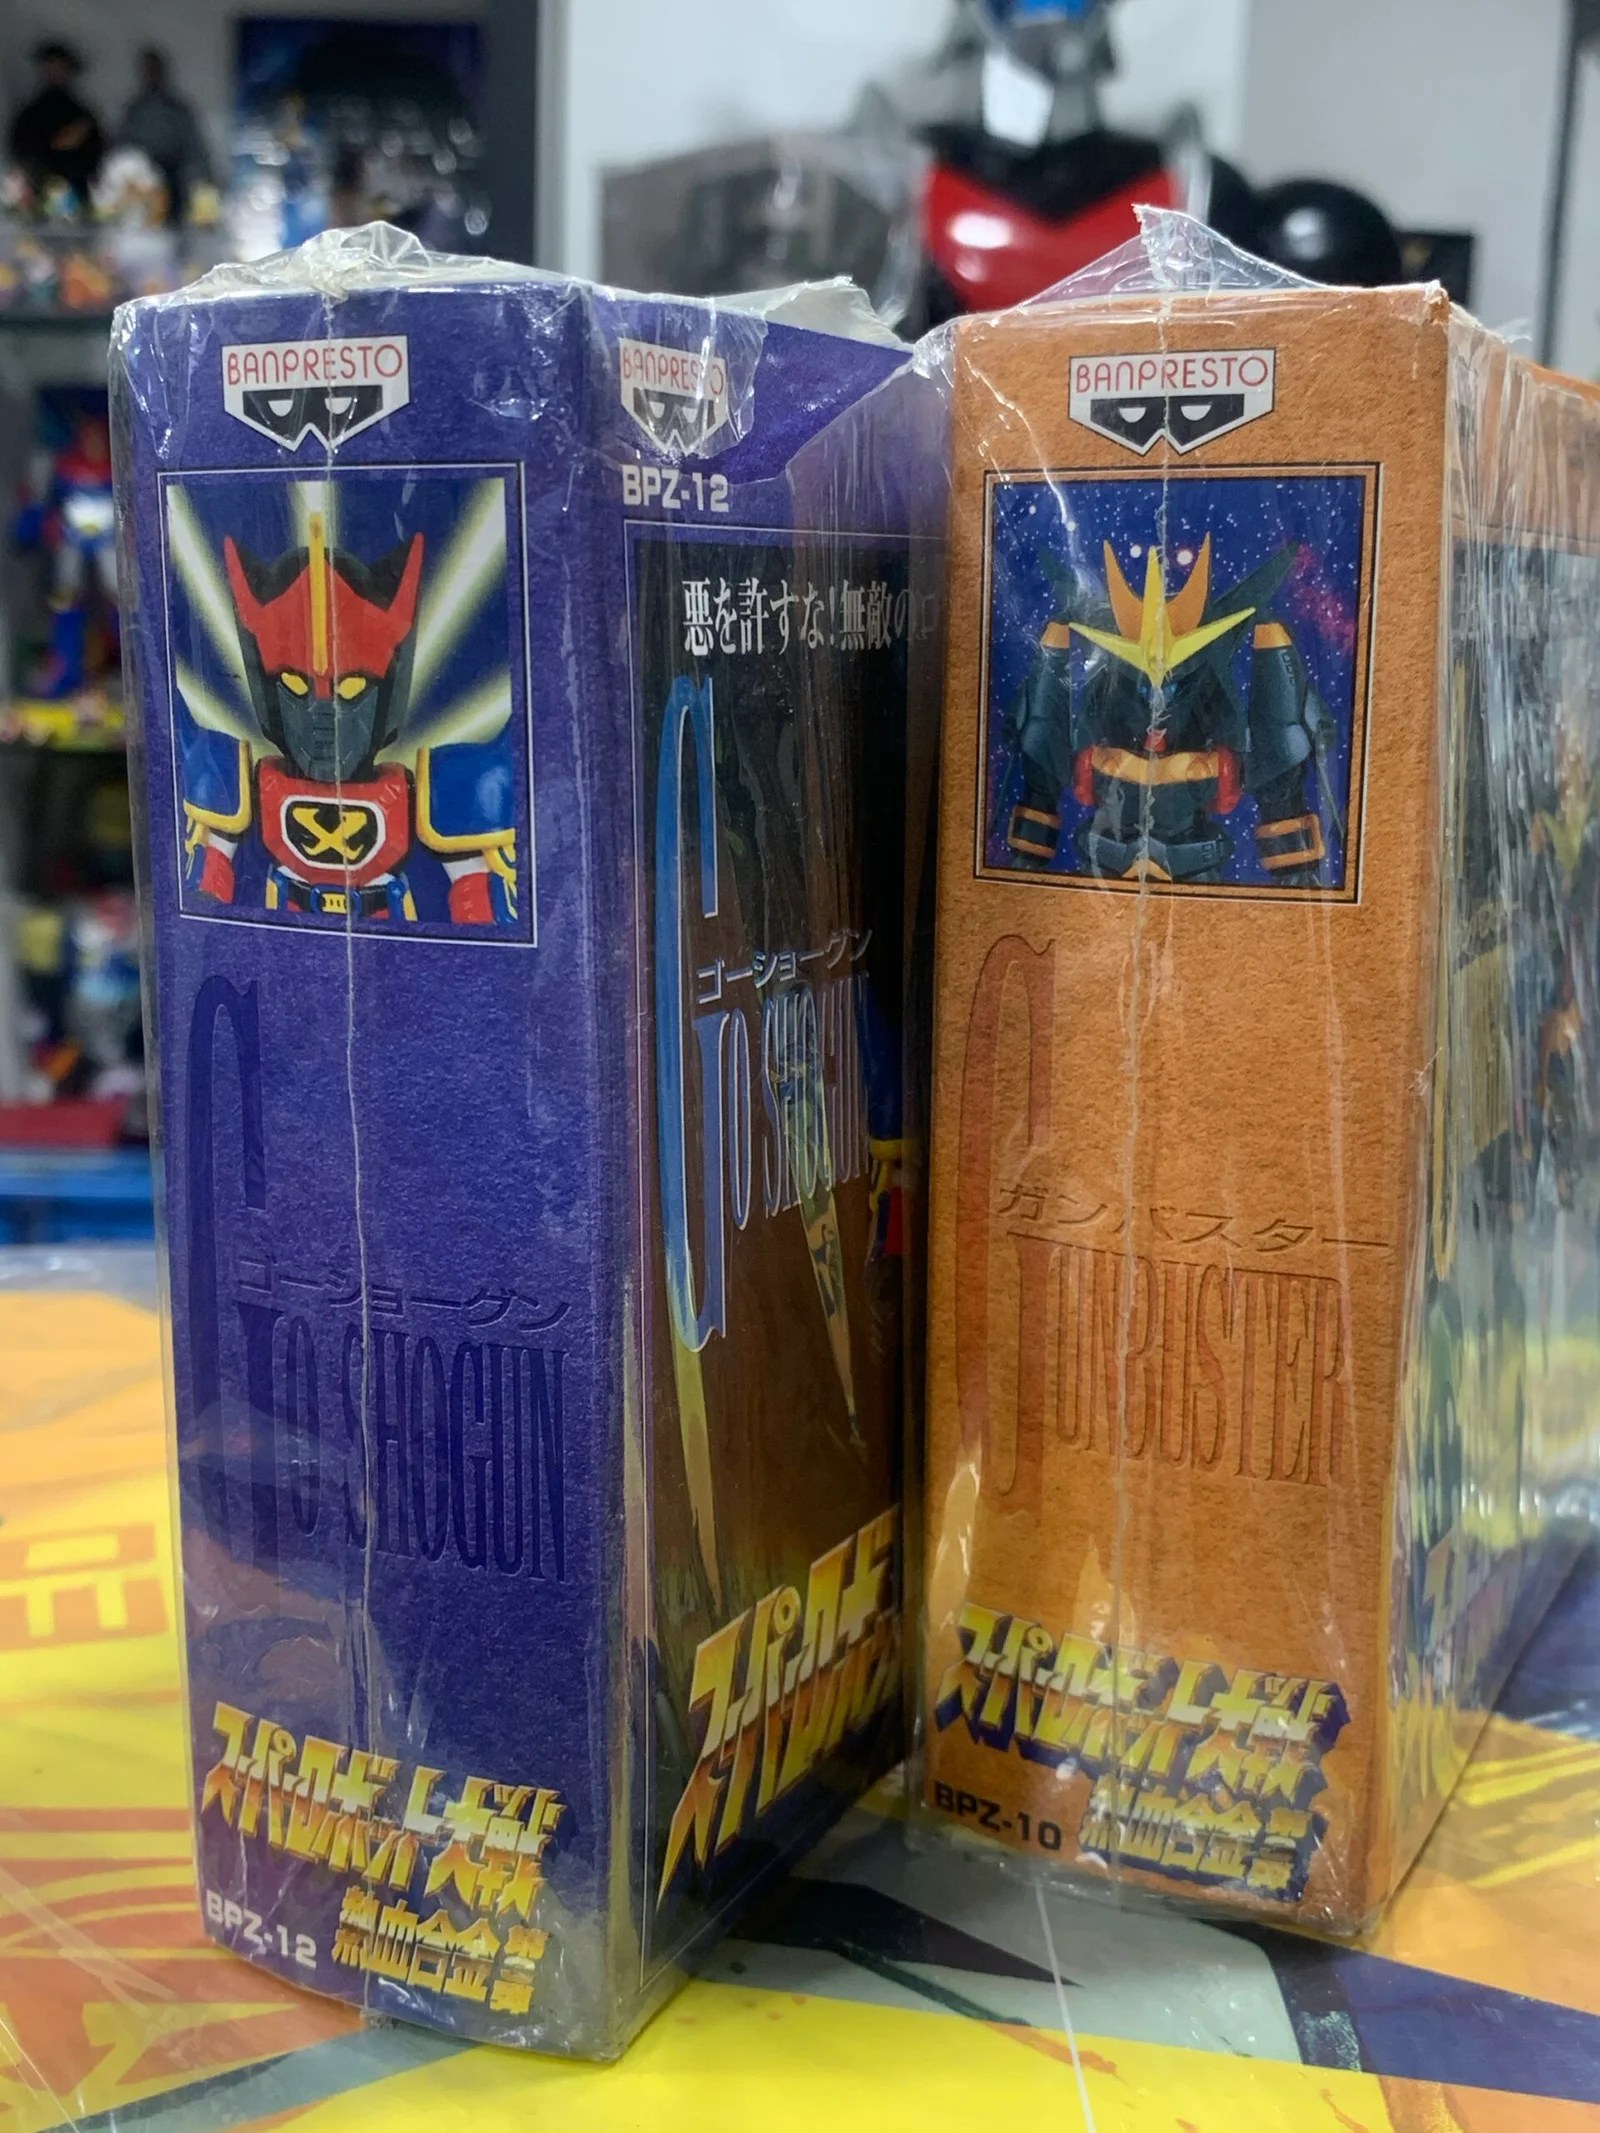 BANPRESTO
ゴーショーグン
GO SHOGUN
スーパーロボット大戦
BPZ-12
熱血合金
BANPRESTO
BPZ-12
悪を許すな!無敵のロ
ゴーショーグン
GO SHOGUN
スーパーロボ
BANPRESTO
ガンバスター
GUNBUSTER
スーパーロボット大戦
BPZ-10
熱血合金